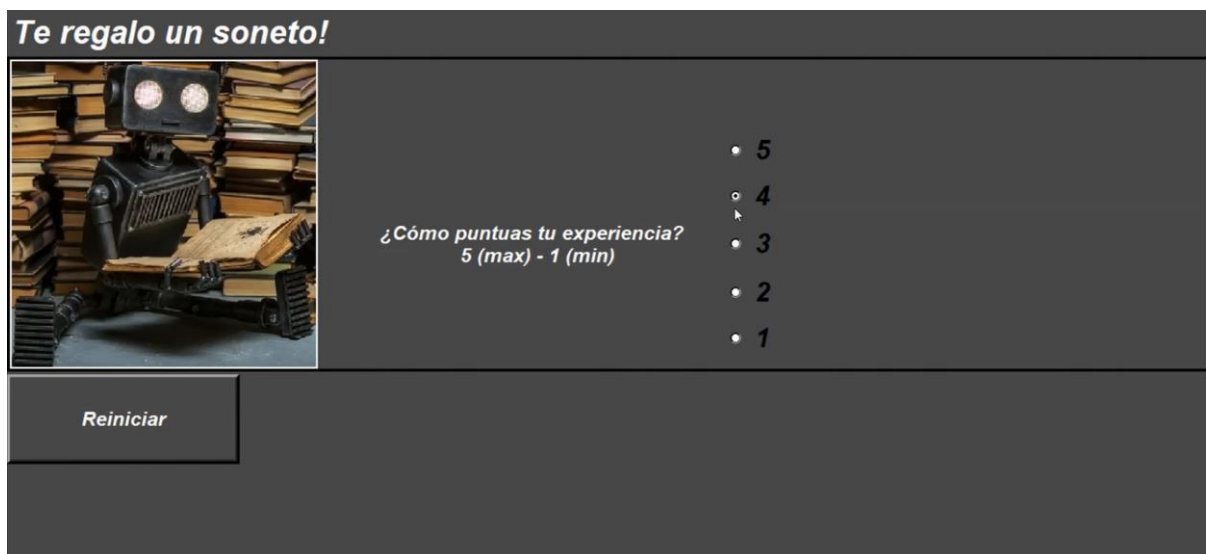 Te regalo un soneto!
¿Cómo puntuas tu experiencia?
5 (max) - 1 (min)
5
4
3
2
1
Reiniciar